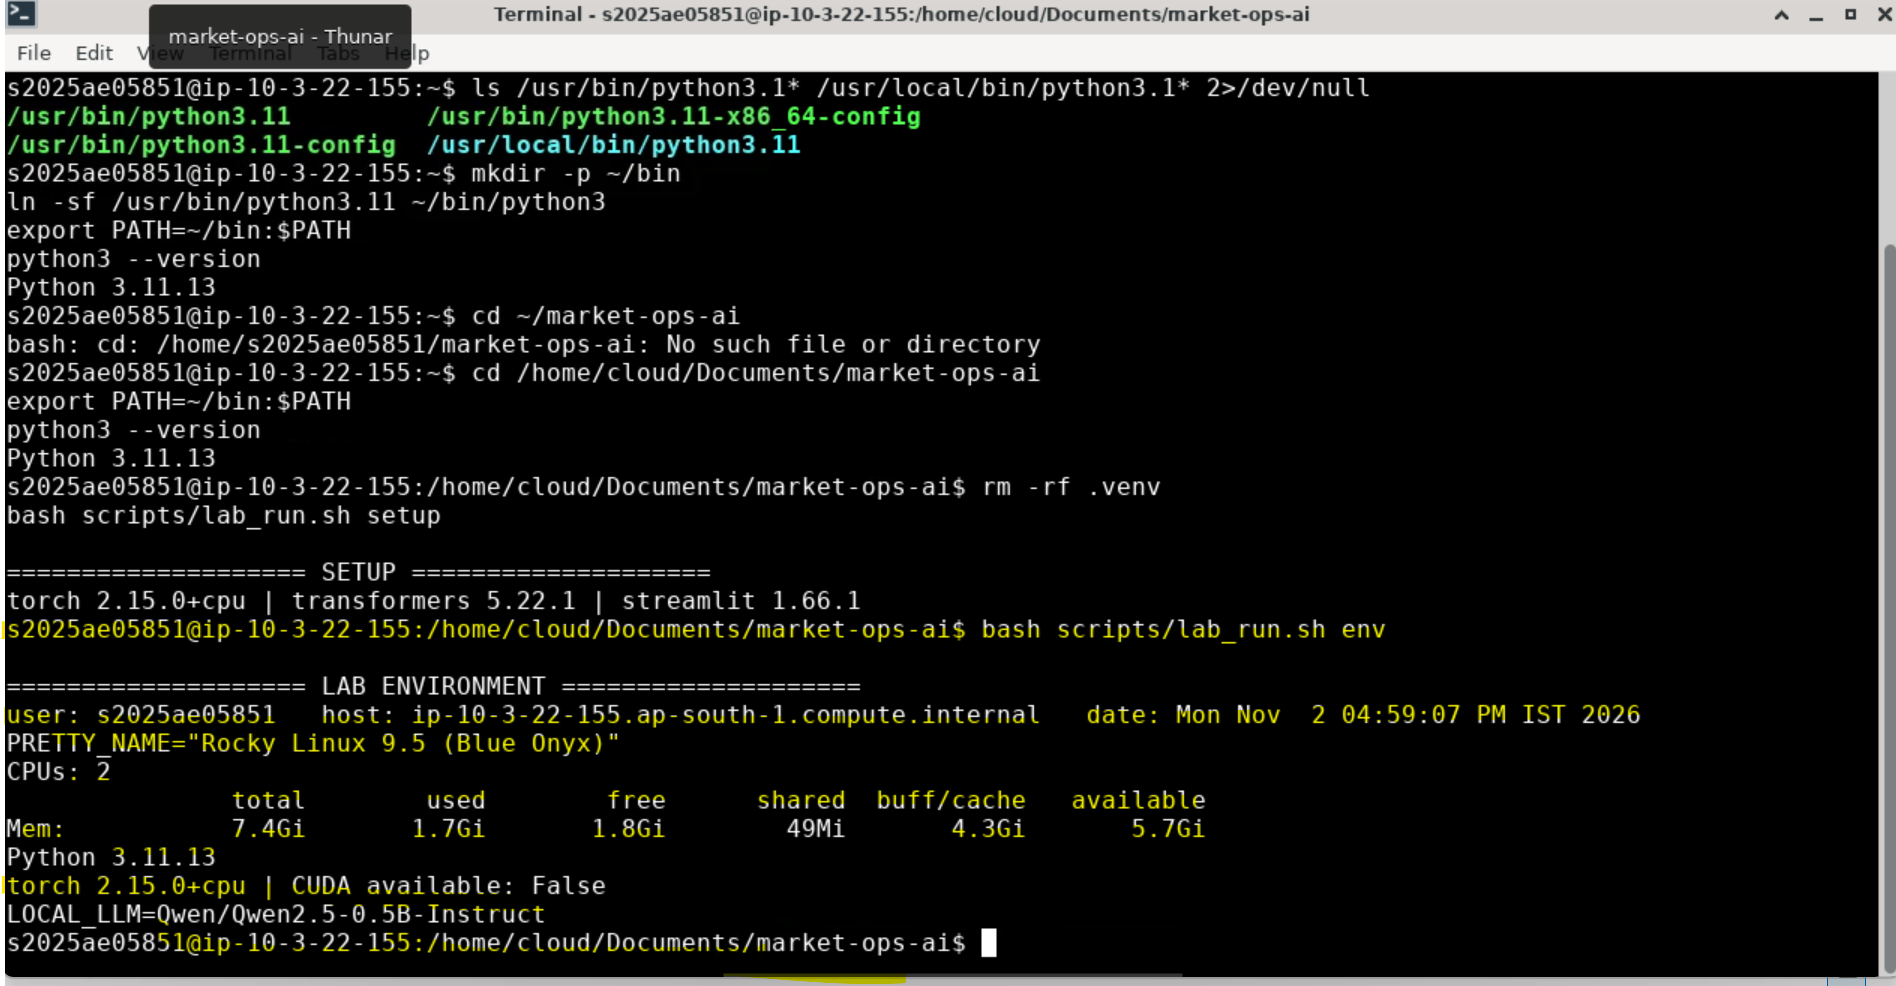 Terminal - s2025ae05851@ip-10-3-22-155:/home/cloud/Documents/market-ops-ai
market-ops-ai - Thunar
File Edit View Terminal Tabs Help
s2025ae05851@ip-10-3-22-155:~$ ls /usr/bin/python3.1* /usr/local/bin/python3.1* 2>/dev/null
/usr/bin/python3.11 /usr/bin/python3.11-x86_64-config
/usr/bin/python3.11-config /usr/local/bin/python3.11
s2025ae05851@ip-10-3-22-155:~$ mkdir -p ~/bin
ln -sf /usr/bin/python3.11 ~/bin/python3
export PATH=~/bin:$PATH
python3 --version
Python 3.11.13
s2025ae05851@ip-10-3-22-155:~$ cd ~/market-ops-ai
bash: cd: /home/s2025ae05851/market-ops-ai: No such file or directory
s2025ae05851@ip-10-3-22-155:~$ cd /home/cloud/Documents/market-ops-ai
export PATH=~/bin:$PATH
python3 --version
Python 3.11.13
s2025ae05851@ip-10-3-22-155:/home/cloud/Documents/market-ops-ai$ rm -rf .venv
bash scripts/lab_run.sh setup
==================== SETUP ====================
torch 2.15.0+cpu | transformers 5.22.1 | streamlit 1.66.1
s2025ae05851@ip-10-3-22-155:/home/cloud/Documents/market-ops-ai$ bash scripts/lab_run.sh env
==================== LAB ENVIRONMENT ====================
user: s2025ae05851 host: ip-10-3-22-155.ap-south-1.compute.internal date: Mon Nov 2 04:59:07 PM IST 2026
PRETTY_NAME="Rocky Linux 9.5 (Blue Onyx)"
CPUs: 2
total used free shared buff/cache available
Mem: 7.4Gi 1.7Gi 1.8Gi 49Mi 4.3Gi 5.7Gi
Python 3.11.13
torch 2.15.0+cpu | CUDA available: False
LOCAL_LLM=Qwen/Qwen2.5-0.5B-Instruct
s2025ae05851@ip-10-3-22-155:/home/cloud/Documents/market-ops-ai$